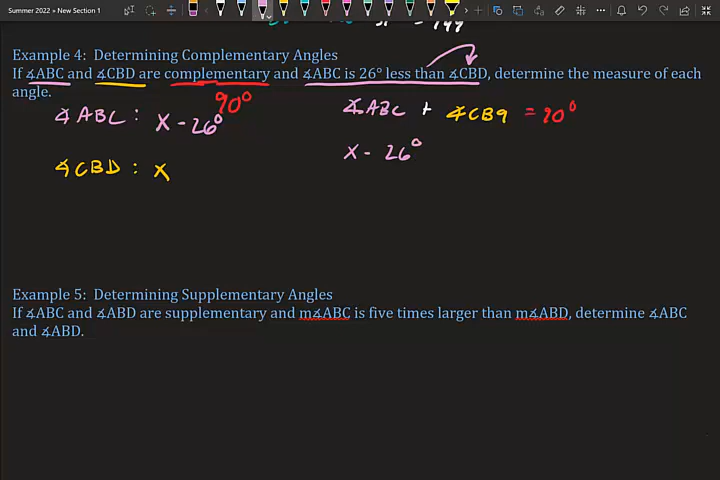 Summer 2022 » New Section 1
Example 4: Determining Complementary Angles
If ∡ABC and ∡CBD are complementary and ∡ABC is 26° less than ∡CBD, determine the measure of each
angle.
90°
∡ABC : x - 26°
∡ABC + ∡CBD = 90°
x - 26°
∡CBD : x
Example 5: Determining Supplementary Angles
If ∡ABC and ∡ABD are supplementary and m∡ABC is five times larger than m∡ABD, determine ∡ABC
and ∡ABD.